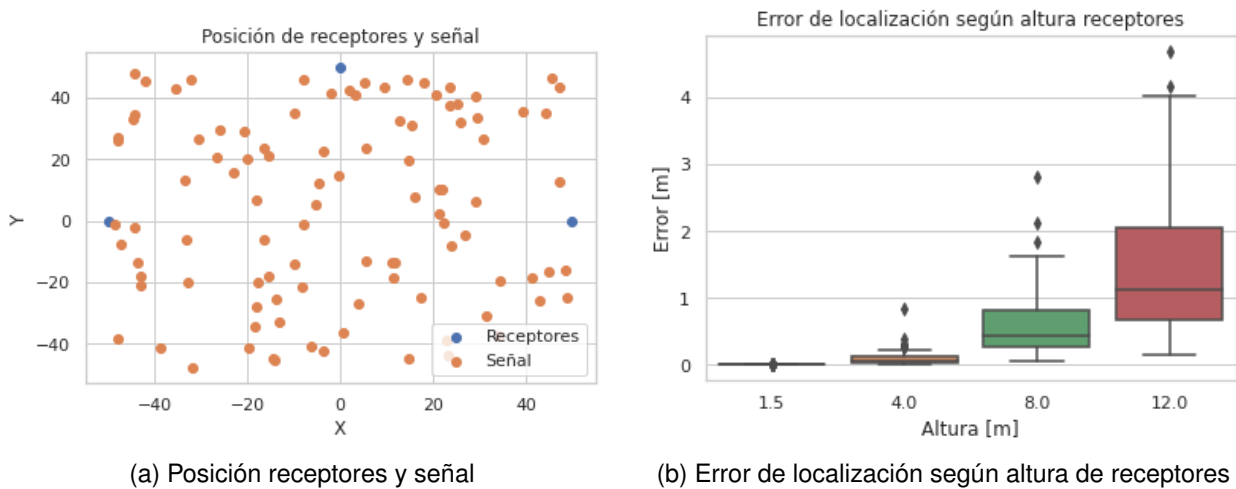 Posición de receptores y señal
40
20
0
−20
−40
Y
−40
−20
0
20
40
X
Receptores
Señal
(a) Posición receptores y señal
Error de localización según altura receptores
4
3
2
1
0
Error [m]
1.5
4.0
8.0
12.0
Altura [m]
(b) Error de localización según altura de receptores